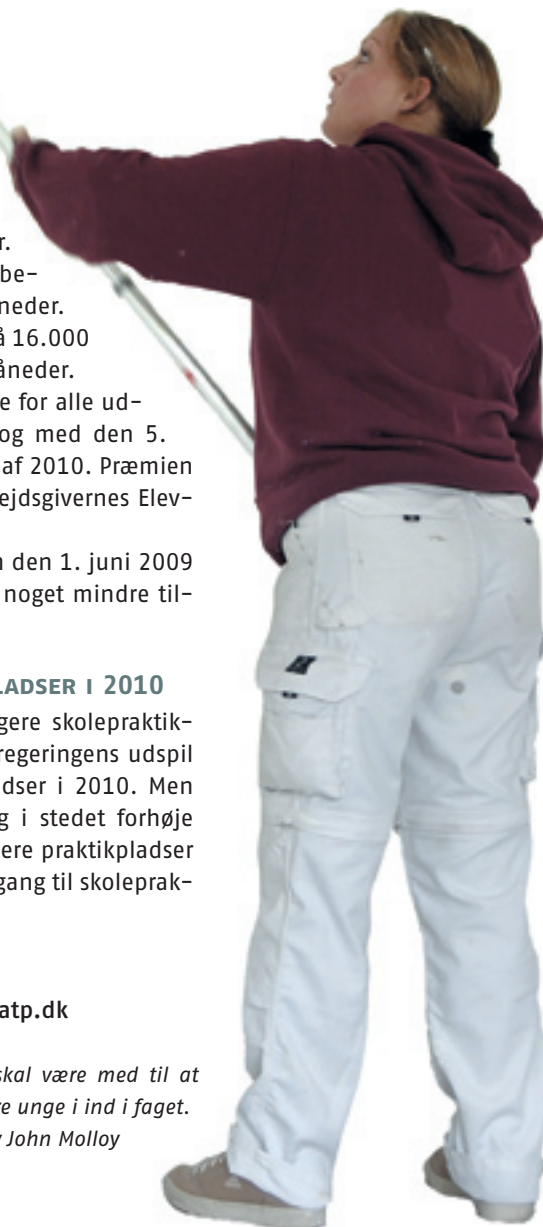 r.
be-
neder.
å 16.000
åneder.
e for alle ud-
og med den 5.
af 2010. Præmien
ejdsgivernes Elev-
n den 1. juni 2009
noget mindre til-
LADSER I 2010
gere skolepraktik-
regeringens udspil
dser i 2010. Men
g i stedet forhøje
ere praktikpladser
gang til skoleprak-
atp.dk
skal være med til at
re unge i ind i faget.
v John Molloy